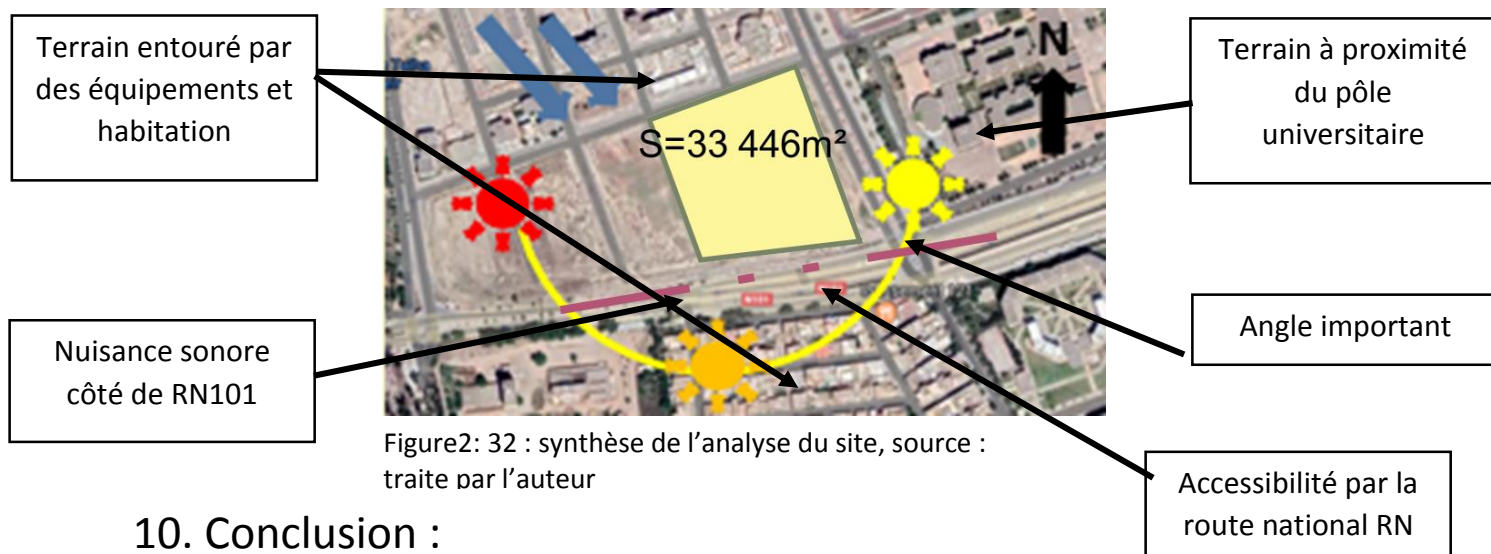 Terrain entouré par
des équipements et
habitation
N
S=33 446m²
Terrain à proximité
du pôle
universitaire
N101
Nuisance sonore
côté de RN101
Angle important
Figure2: 32 : synthèse de l’analyse du site, source :
traite par l’auteur
Accessibilité par la
route national RN
10. Conclusion :